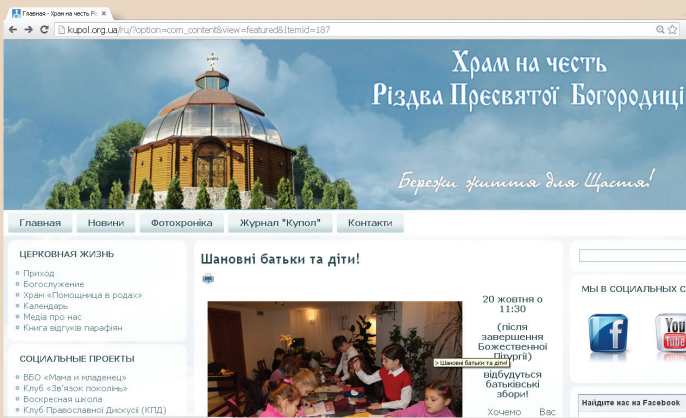 Главная - Храм на честь Рі
kupol.org.ua/ru/?option=com_content&view=featured&Itemid=187
Храм на честь
Різдва Пресвятої Богородиці
Бережи життя для Щастя!
Главная
Новини
Фотохроніка
Журнал "Купол"
Контакти
ЦЕРКОВНАЯ ЖИЗНЬ
Приход
Богослужение
Храм «Помощница в родах»
Календарь
Медіа про нас
Книга відгуків парафіян
СОЦИАЛЬНЫЕ ПРОЕКТЫ
ВБО «Мама и младенец»
Клуб «Зв'язок поколінь»
Воскресная школа
Клуб Православної Дискусії (КПД)
Шановні батьки та діти!
20 жовтня о
11:30
(після
завершення
Божественної
Літургії)
> Шановні батьки та діти!
відбудуться
батьківські
збори!
Хочемо Вас
МЫ В СОЦИАЛЬНЫХ С
f
You
Tube
Найдите нас на Facebook